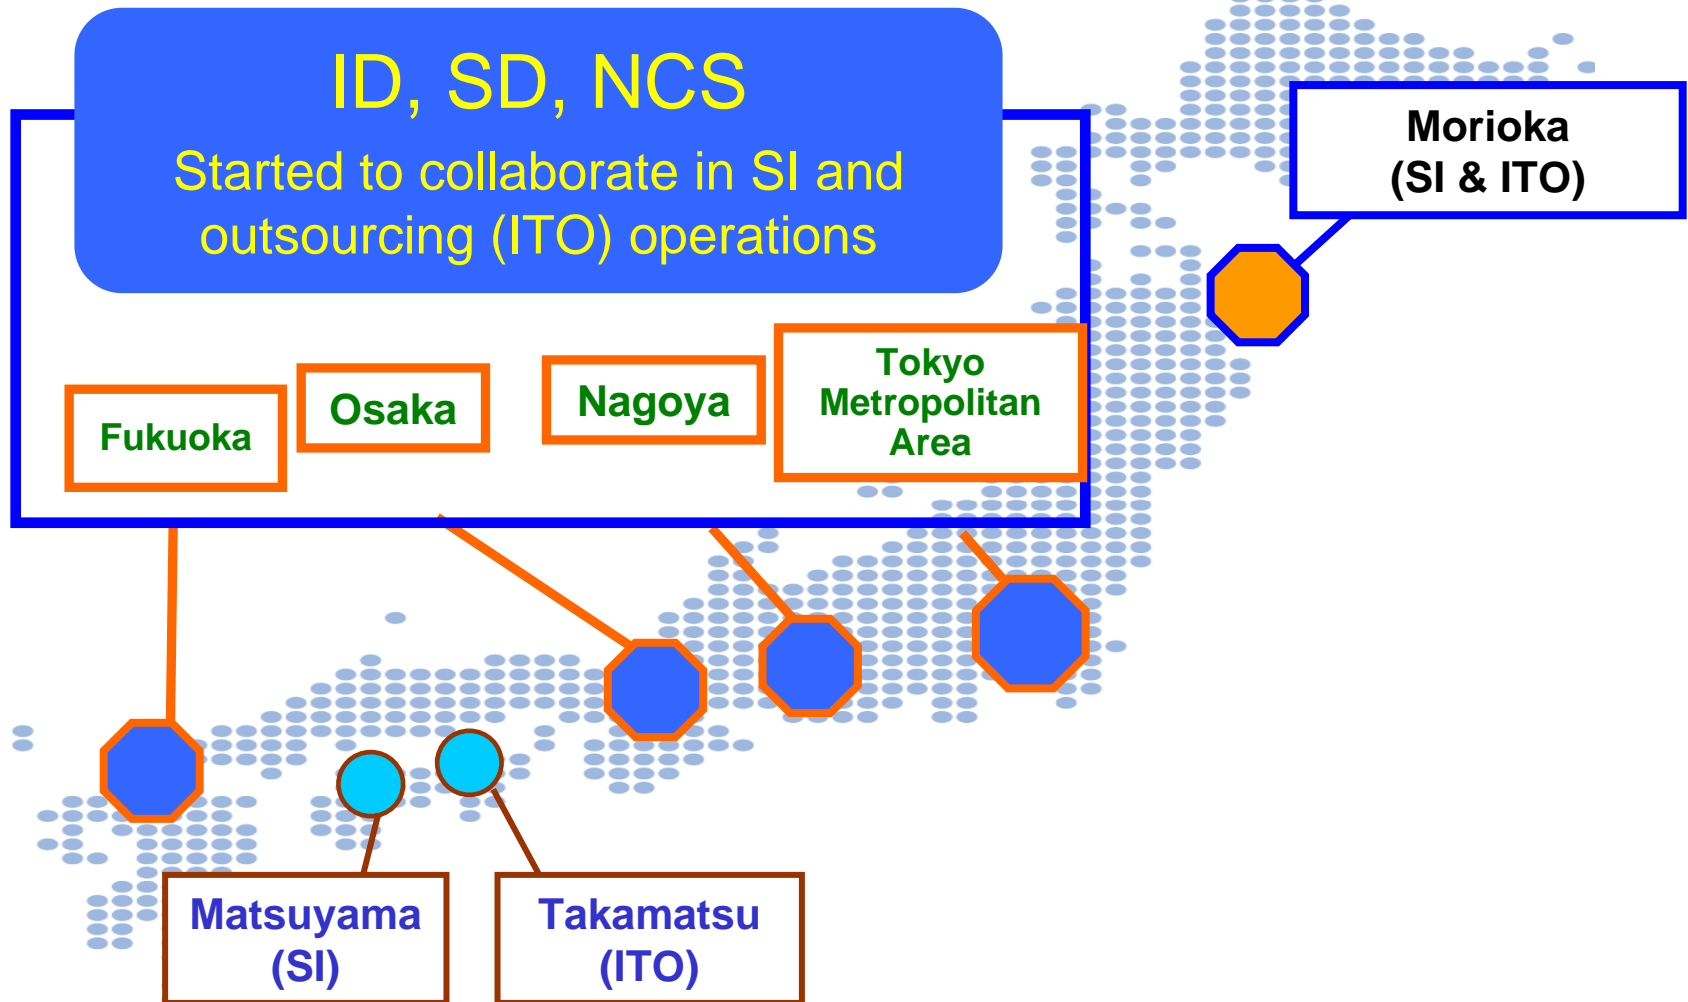 ID, SD, NCS
Started to collaborate in SI and
outsourcing (ITO) operations
Morioka
(SI & ITO)
Fukuoka
Osaka
Nagoya
Tokyo
Metropolitan
Area
Matsuyama
(SI)
Takamatsu
(ITO)